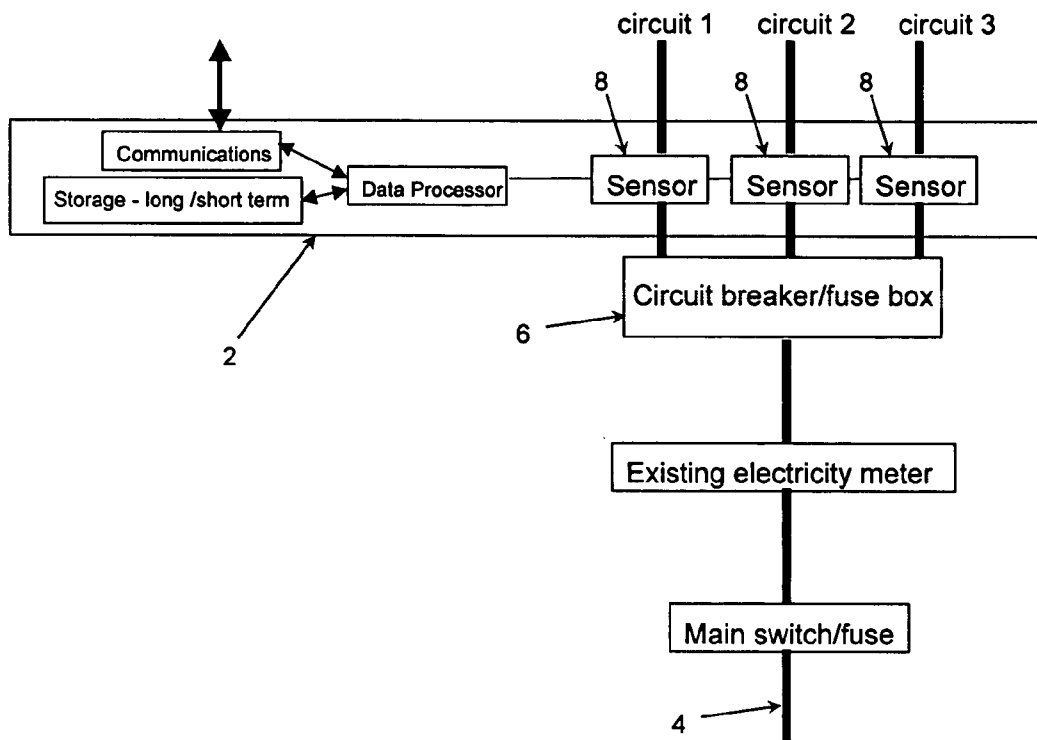 circuit 1
circuit 2
circuit 3
8
8
8
Communications
Storage - long /short term
Data Processor
Sensor
Sensor
Sensor
Circuit breaker/fuse box
6
2
Existing electricity meter
Main switch/fuse
4